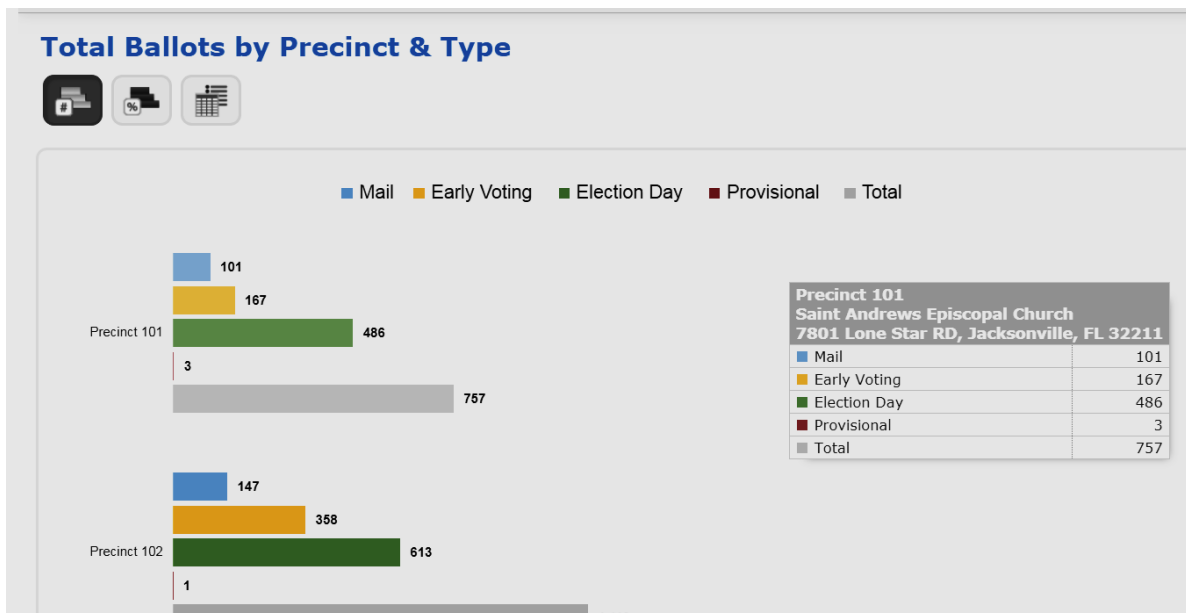 Total Ballots by Precinct & Type
#
%
Mail Early Voting Election Day Provisional Total
101
167
Precinct 101 486
3
757
Precinct 101
Saint Andrews Episcopal Church
7801 Lone Star RD, Jacksonville, FL 32211
Mail 101
Early Voting 167
Election Day 486
Provisional 3
Total 757
147
358
Precinct 102 613
1